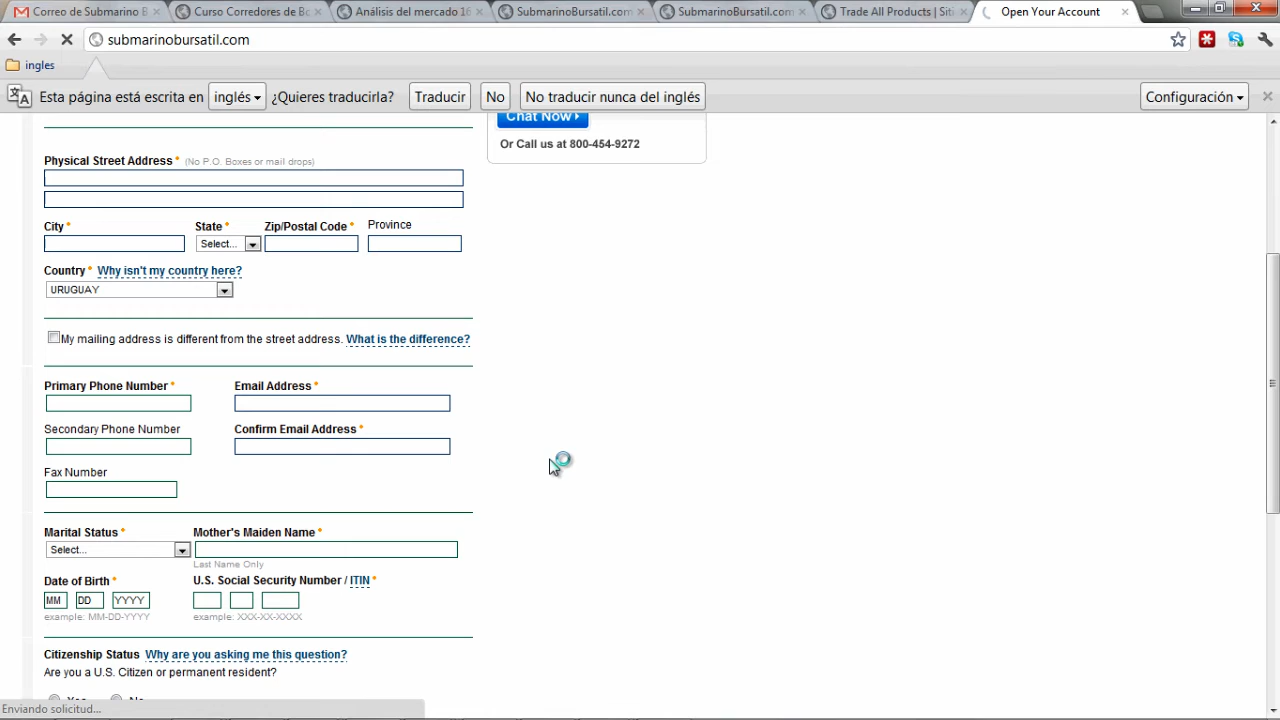 Correo de Submarino B
Curso Corredores de Bo
Análisis del mercado 16
SubmarinoBursatil.com
SubmarinoBursatil.com:
Trade All Products | Siti
Open Your Account
submarinobursatil.com
ingles
Esta página está escrita en inglés ¿Quieres traducirla? Traducir No No traducir nunca del inglés Configuración
Chat Now
Or Call us at 800-454-9272
Physical Street Address * (No P.O. Boxes or mail drops)
City * State * Zip/Postal Code * Province
Select...
Country * Why isn't my country here?
URUGUAY
My mailing address is different from the street address. What is the difference?
Primary Phone Number * Email Address *
Secondary Phone Number Confirm Email Address *
Fax Number
Marital Status * Mother's Maiden Name *
Select...
Last Name Only
Date of Birth * U.S. Social Security Number / ITIN *
MM DD YYYY
example: MM-DD-YYYY example: XXX-XX-XXXX
Citizenship Status Why are you asking me this question?
Are you a U.S. Citizen or permanent resident?
Yes No
Enviando solicitud...